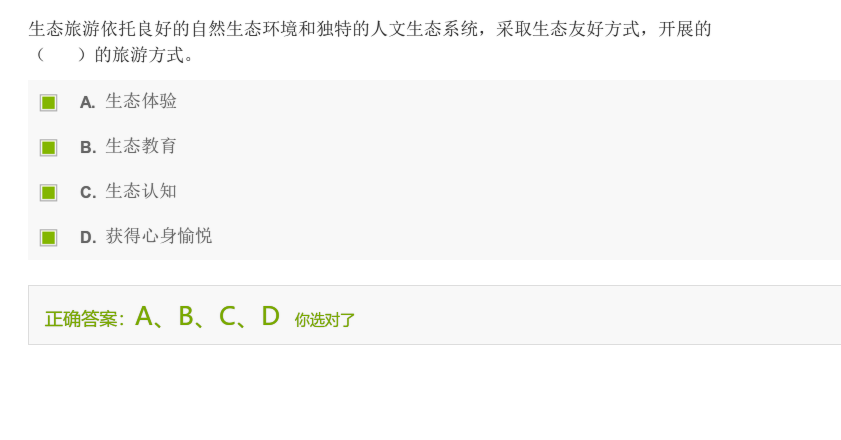 生态旅游依托良好的自然生态环境和独特的人文生态系统，采取生态友好方式，开展的
（　　）的旅游方式。
A. 生态体验
B. 生态教育
C. 生态认知
D. 获得心身愉悦
正确答案：A、B、C、D 你选对了